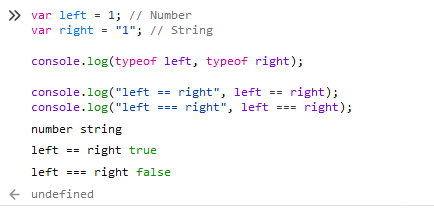 var left = 1; // Number
var right = "1"; // String
console.log(typeof left, typeof right);
console.log("left == right", left == right);
console.log("left === right", left === right);
number string
left == right true
left === right false
undefined